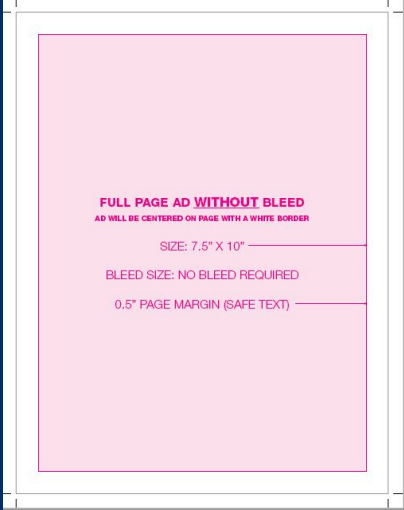 FULL PAGE AD WITHOUT BLEED
AD WILL BE CENTERED ON PAGE WITH A WHITE BORDER
SIZE: 7.5" X 10"
BLEED SIZE: NO BLEED REQUIRED
0.5" PAGE MARGIN (SAFE TEXT)